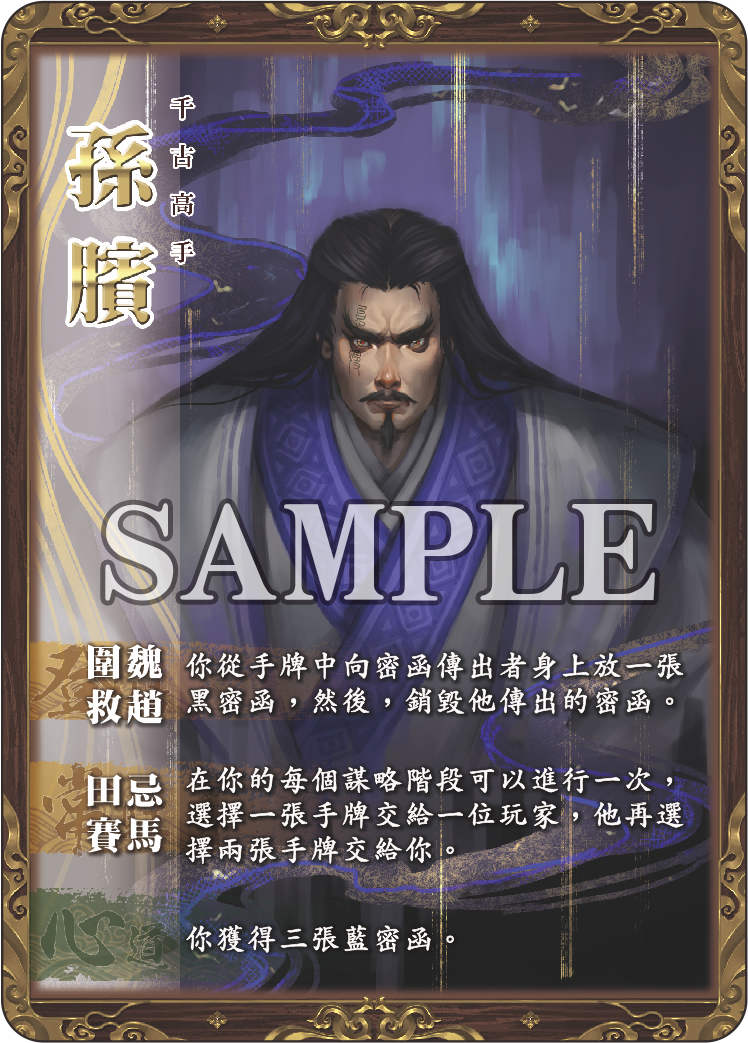 千古高手
孫臏
SAMPLE
登
圍魏
救趙
你從手牌中向密函傳出者身上放一張
黑密函，然後，銷毀他傳出的密函。
常
田忌
賽馬
在你的每個謀略階段可以進行一次，
選擇一張手牌交給一位玩家，他再選
擇兩張手牌交給你。
心道
你獲得三張藍密函。